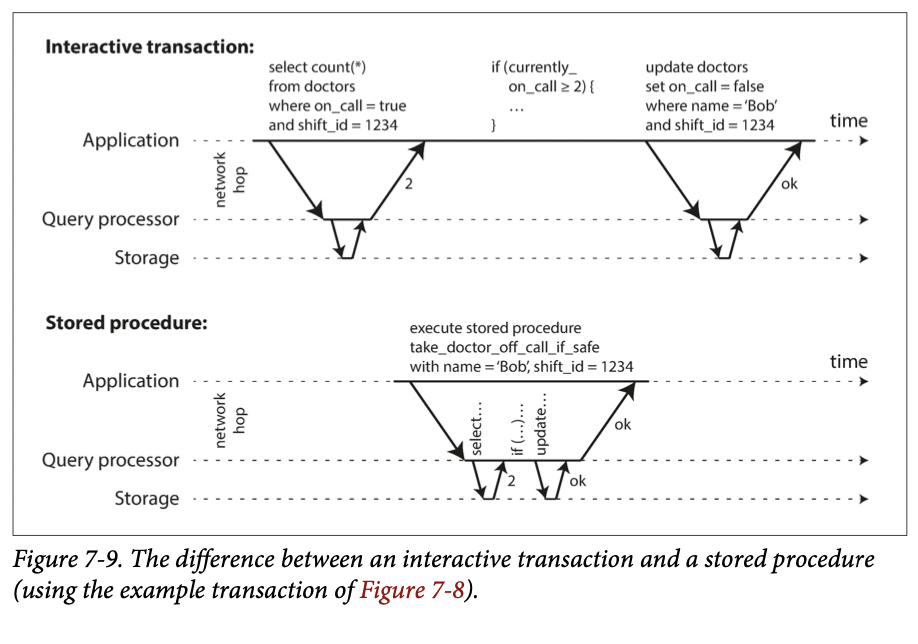 Interactive transaction:
select count(*)
from doctors
where on_call = true
and shift_id = 1234
if (currently_
on_call ≥ 2) {
…
}
update doctors
set on_call = false
where name = ‘Bob’
and shift_id = 1234
time
Application
network
hop
2
ok
Query processor
Storage
Stored procedure:
execute stored procedure
take_doctor_off_call_if_safe
with name = ‘Bob’, shift_id = 1234
time
Application
network
hop
select…
if (…)…
update…
ok
Query processor
2
ok
Storage
Figure 7-9. The difference between an interactive transaction and a stored procedure
(using the example transaction of Figure 7-8).